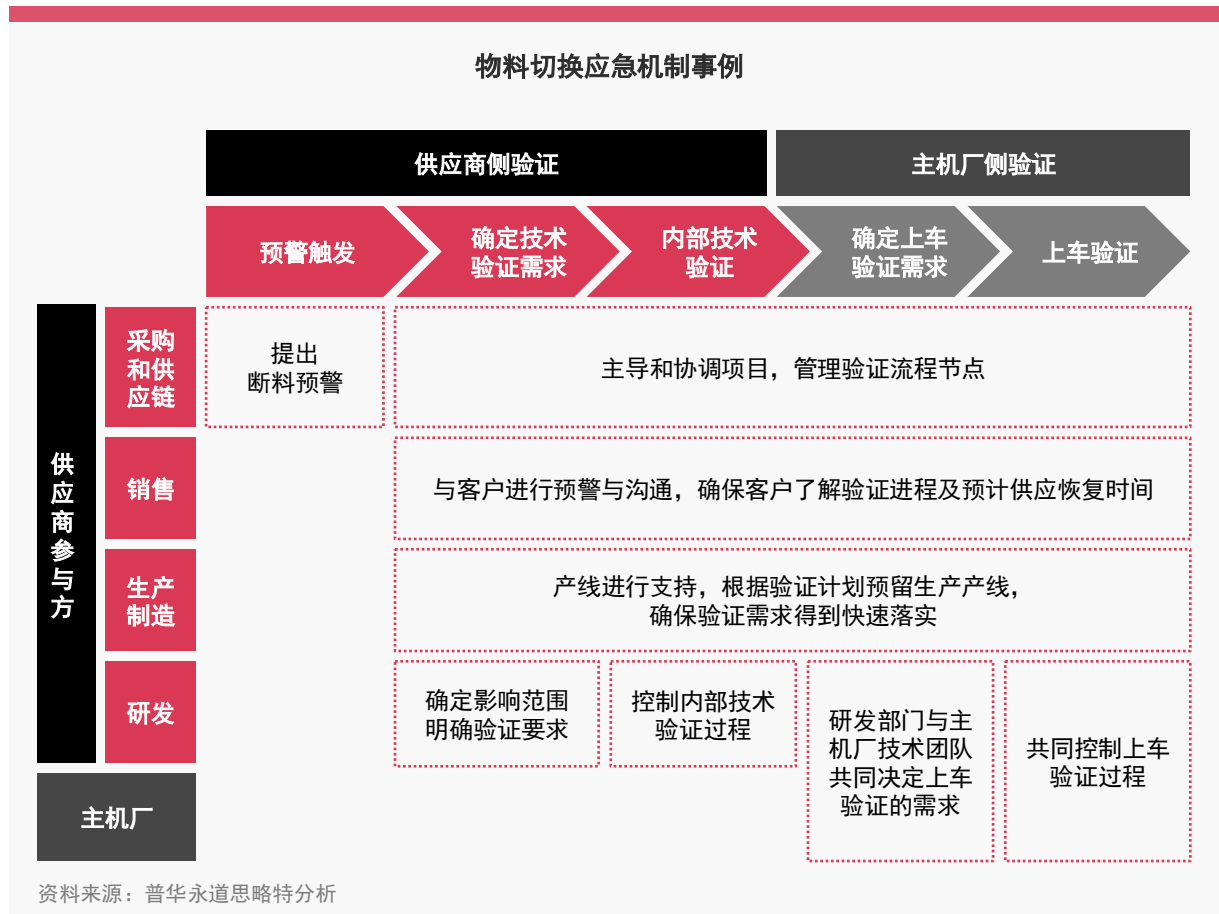 物料切换应急机制事例
供应商侧验证
主机厂侧验证
预警触发
确定技术
验证需求
内部技术
验证
确定上车
验证需求
上车验证
供应商参与方
采购
和供
应链
提出
断料预警
主导和协调项目，管理验证流程节点
销售
与客户进行预警与沟通，确保客户了解验证进程及预计供应恢复时间
生产
制造
产线进行支持，根据验证计划预留生产产线，
确保验证需求得到快速落实
研发
确定影响范围
明确验证要求
控制内部技术
验证过程
研发部门与主
机厂技术团队
共同决定上车
验证的需求
共同控制上车
验证过程
主机厂
资料来源：普华永道思略特分析